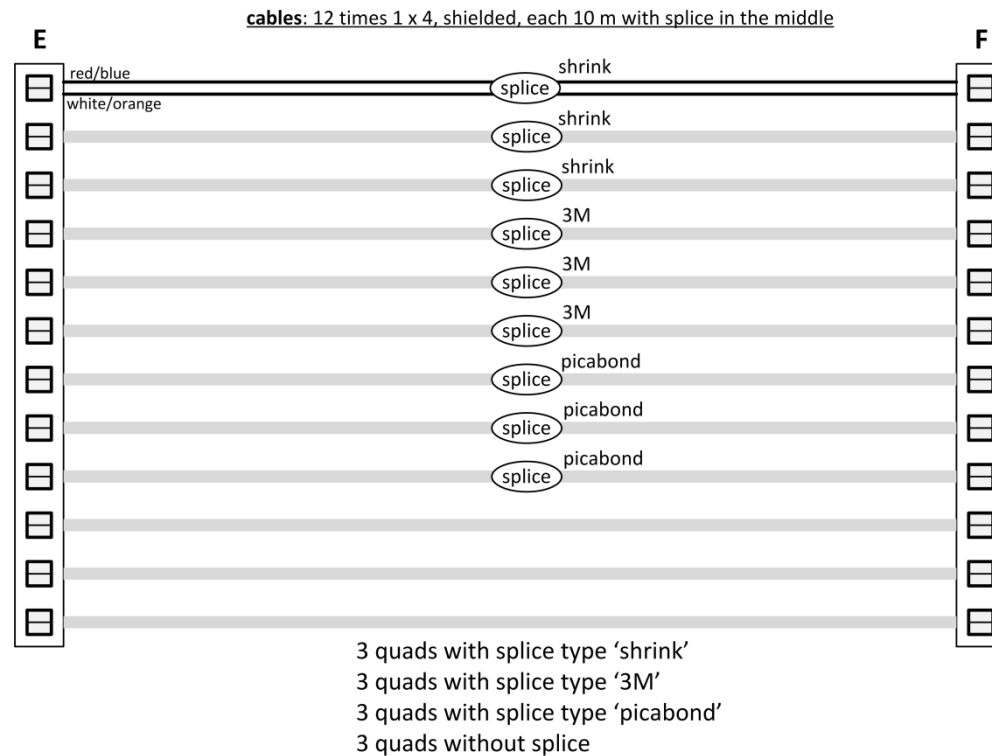 cables: 12 times 1 x 4, shielded, each 10 m with splice in the middle
E
F
red/blue
shrink
splice
white/orange
shrink
splice
shrink
splice
3M
splice
3M
splice
3M
splice
picabond
splice
picabond
splice
picabond
splice
3 quads with splice type ‘shrink’
3 quads with splice type ‘3M’
3 quads with splice type ‘picabond’
3 quads without splice